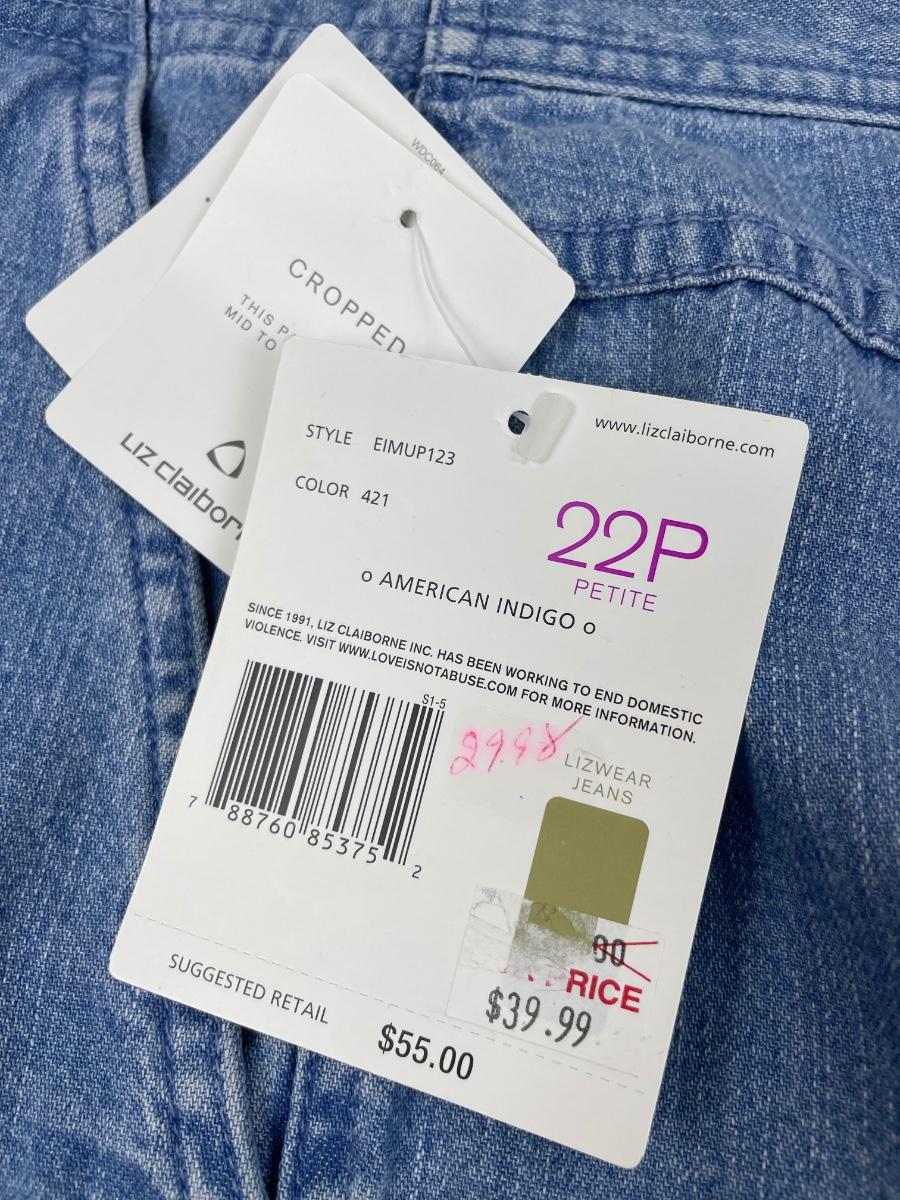 WDC064
CROPPED
THIS
MID TO
LIZ claibor
www.lizclaiborne.com
STYLE EIMUP123
COLOR 421
22P
PETITE
o AMERICAN INDIGO o
SINCE 1991, LIZ CLAIBORNE INC. HAS BEEN WORKING TO END DOMESTIC
VIOLENCE. VISIT WWW.LOVEISNOTABUSE.COM FOR MORE INFORMATION.
S1-5
29.98
LIZWEAR
JEANS
7 88760 85375 2
00
RICE
$39.99
SUGGESTED RETAIL
$55.00